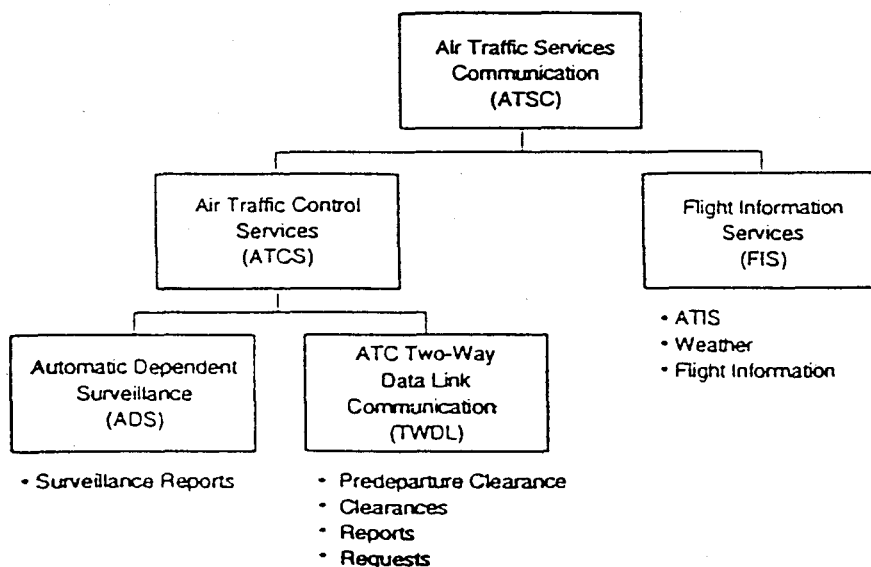 Air Traffic Services
Communication
(ATSC)
Air Traffic Control
Services
(ATCS)
Flight Information
Services
(FIS)
Automatic Dependent
Surveillance
(ADS)
• Surveillance Reports
ATC Two-Way
Data Link
Communication
(TWDL)
• Predeparture Clearance
• Clearances
• Reports
• Requests
• ATIS
• Weather
• Flight Information